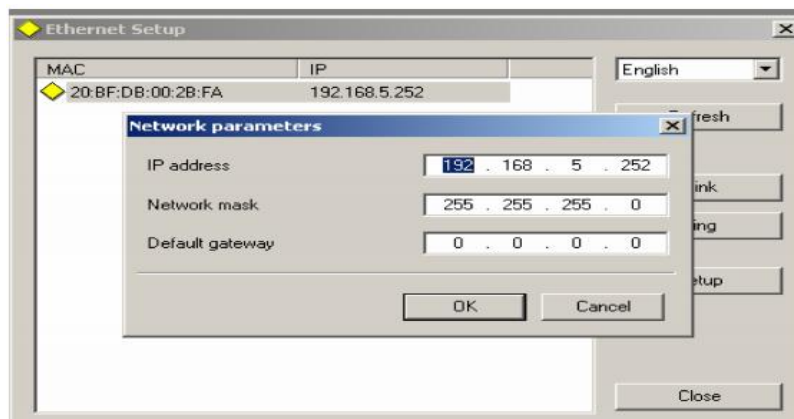 Ethernet Setup
MAC IP
English
20:BF:DB:00:2B:FA 192.168.5.252
Network parameters
IP address 192 . 168 . 5 . 252
Network mask 255 . 255 . 255 . 0
Default gateway 0 . 0 . 0 . 0
OK Cancel
Close